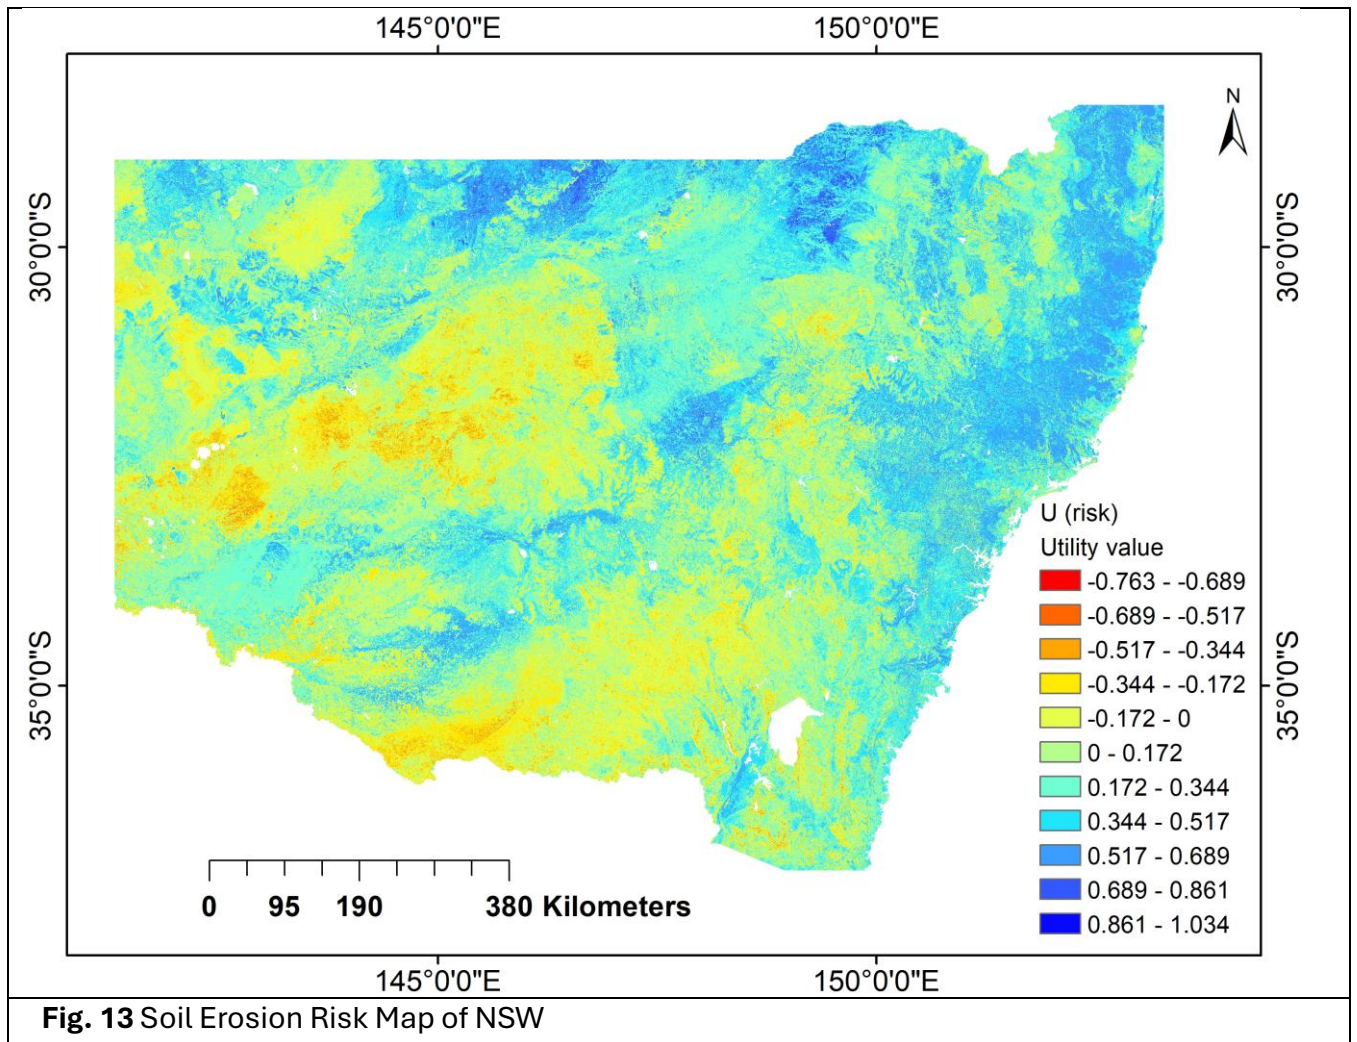 145°0'0"E 150°0'0"E
N
30°0'0"S 30°0'0"S
U (risk)
Utility value
-0.763 - -0.689
-0.689 - -0.517
-0.517 - -0.344
-0.344 - -0.172
-0.172 - 0
0 - 0.172
0.172 - 0.344
0.344 - 0.517
0.517 - 0.689
0.689 - 0.861
0.861 - 1.034
35°0'0"S 35°0'0"S
0 95 190 380 Kilometers
145°0'0"E 150°0'0"E
Fig. 13 Soil Erosion Risk Map of NSW